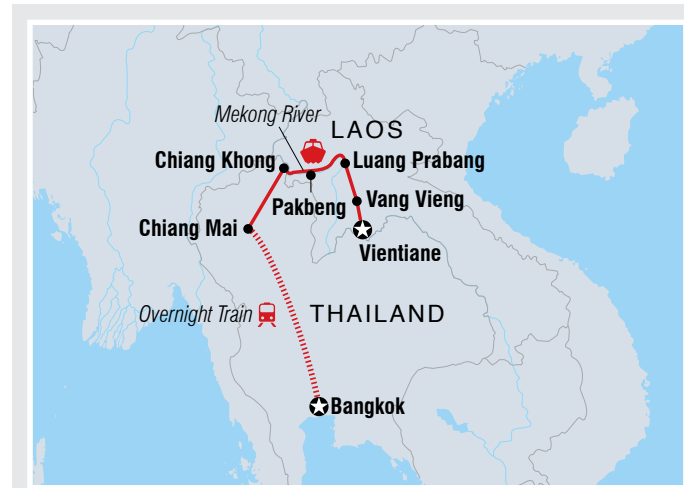 Mekong River
LAOS
Chiang Khong
Luang Prabang
Pakbeng
Vang Vieng
Chiang Mai
Vientiane
Overnight Train
THAILAND
Bangkok